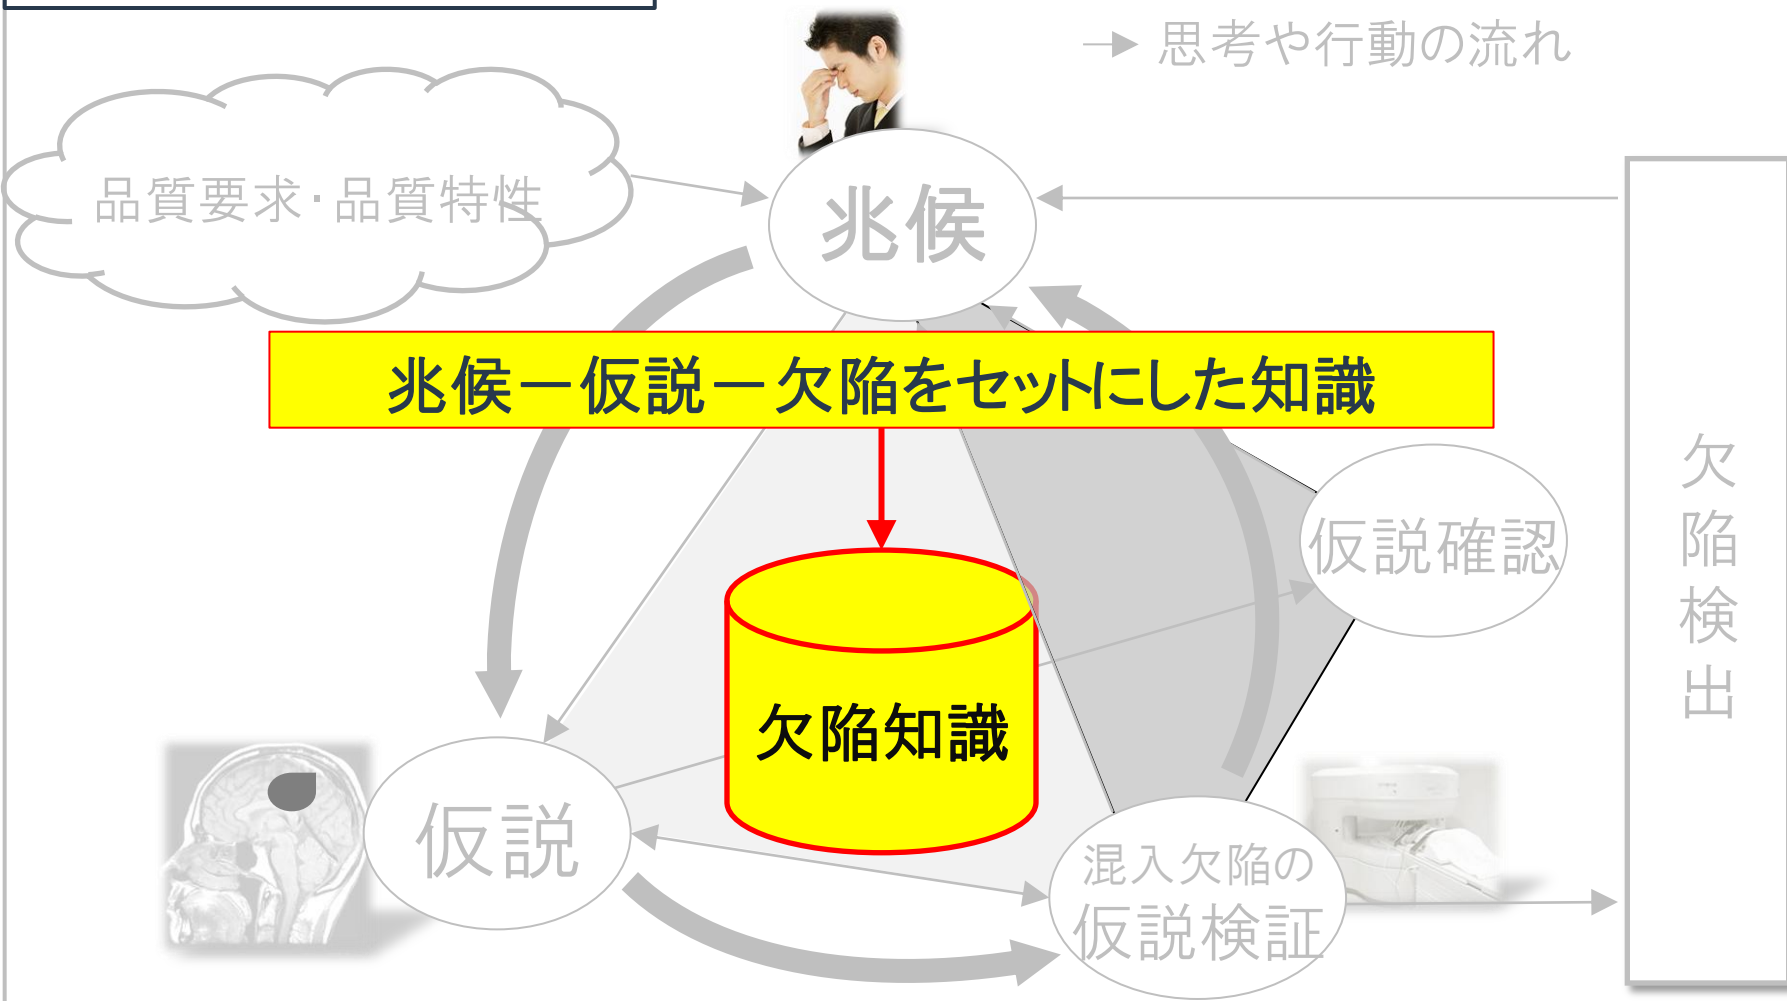 → 思考や行動の流れ
品質要求・品質特性
兆候
兆候－仮説－欠陥をセットにした知識
仮説確認
欠陥検出
欠陥知識
仮説
混入欠陥の
仮説検証